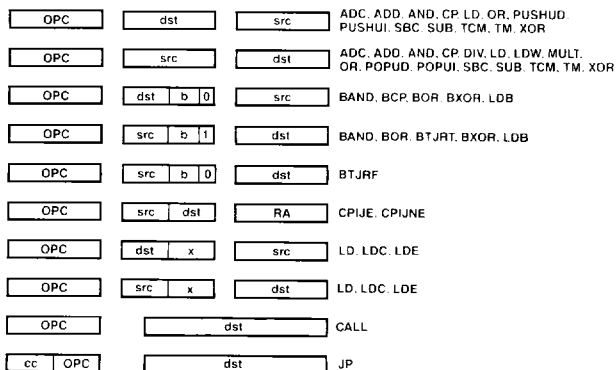 OPC dst src ADC, ADD, AND, CP, LD, OR, PUSHUD,
PUSHUI, SBC, SUB, TCM, TM, XOR
OPC src dst ADC, ADD, AND, CP, DIV, LD, LDW, MULT,
OR, POPUD, POPUI, SBC, SUB, TCM, TM, XOR
OPC dst b 0 src BAND, BCP, BOR, BXOR, LDB
OPC src b 1 dst BAND, BOR, BTJRT, BXOR, LDB
OPC src b 0 dst BTJRF
OPC src dst RA CPIJE, CPIJNE
OPC dst x src LD, LDC, LDE
OPC src x dst LD, LDC, LDE
OPC dst CALL
cc OPC dst JP